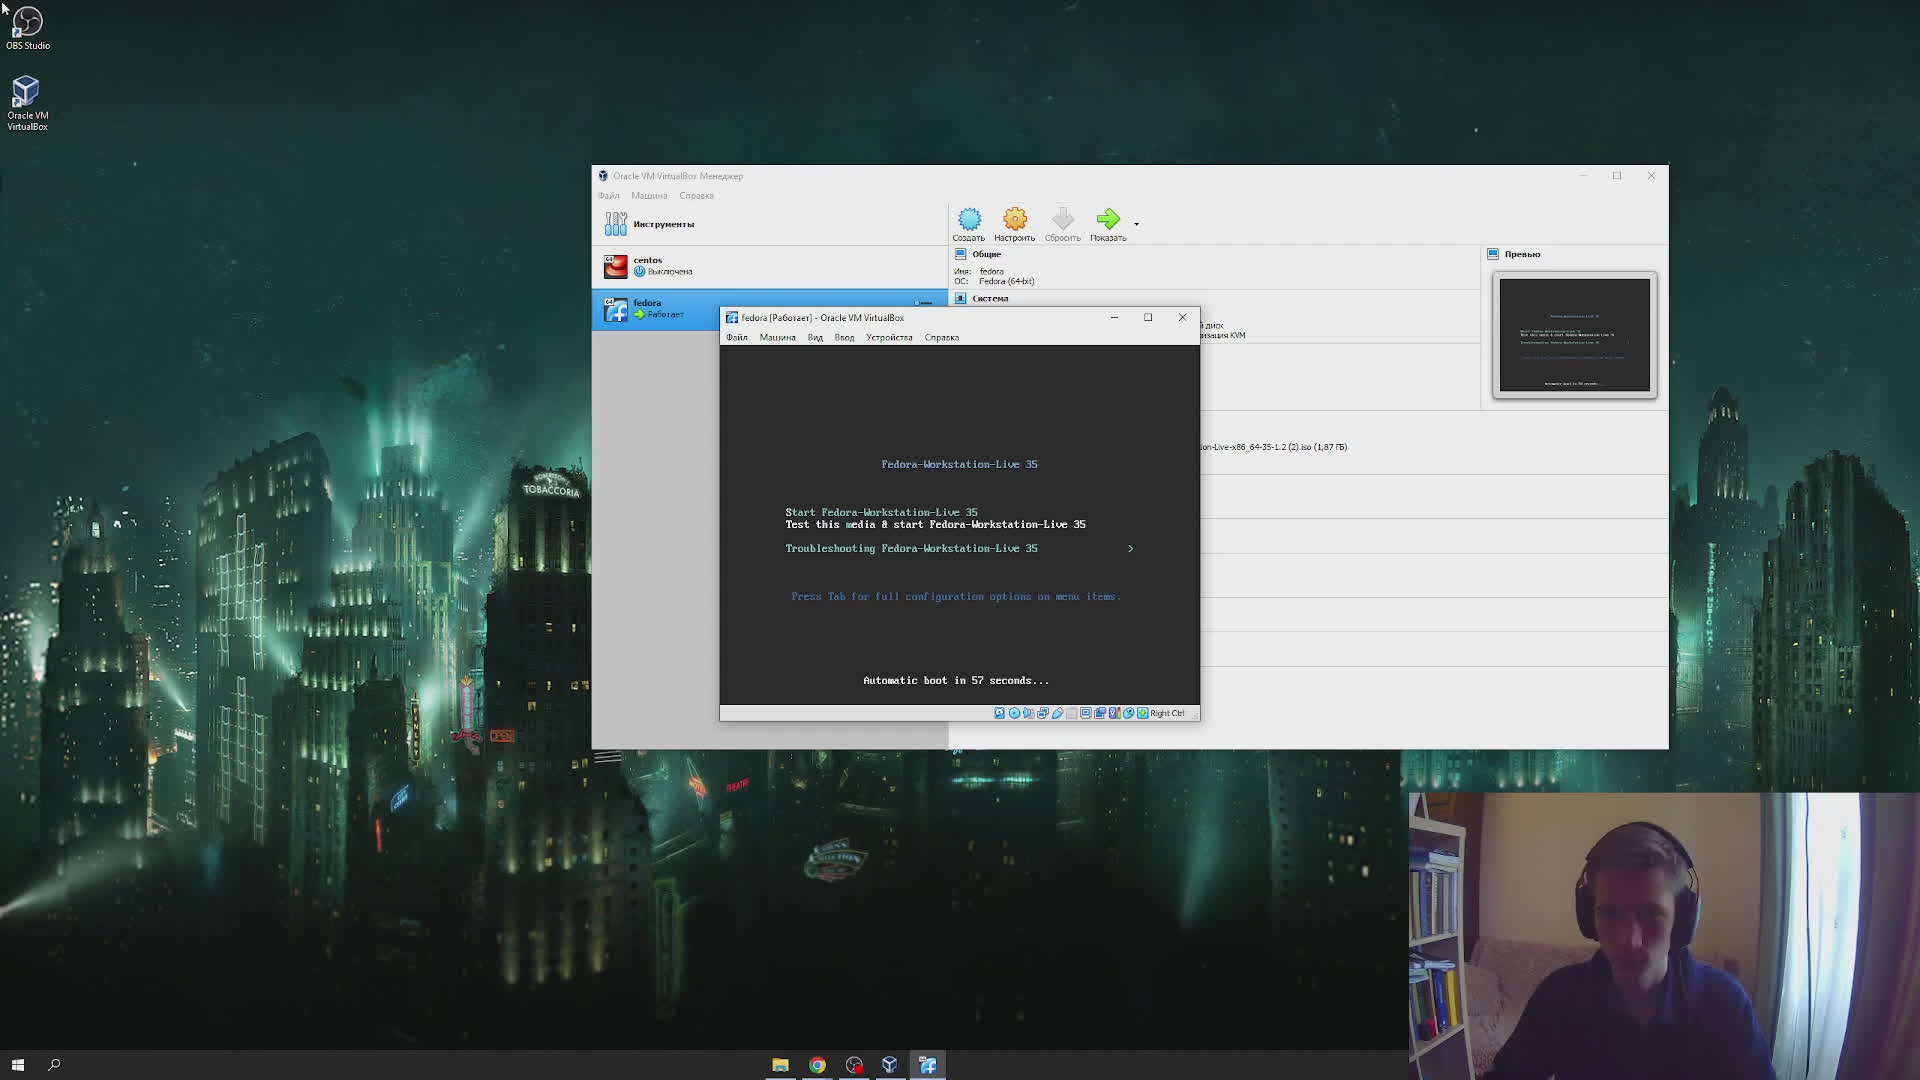 OBS Studio
Oracle VM
VirtualBox
TOBACCORIA
Oracle VM VirtualBox Менеджер
Файл Машина Справка
Инструменты
centos
Выключена
fedora
Работает
Создать Настроить Сбросить Показать
Общие
Имя: fedora
ОС: Fedora (64-bit)
Система
й диск
изация KVM
on-Live-x86_64-35-1.2 (2).iso (1,87 ГБ)
Превью
fedora [Работает] - Oracle VM VirtualBox
Файл Машина Вид Ввод Устройства Справка
Fedora-Workstation-Live 35
Start Fedora-Workstation-Live 35
Test this media & start Fedora-Workstation-Live 35
Troubleshooting Fedora-Workstation-Live 35 >
Press Tab for full configuration options on menu items.
Automatic boot in 57 seconds...
Right Ctrl
FINLEY
OPEN
THEATRE